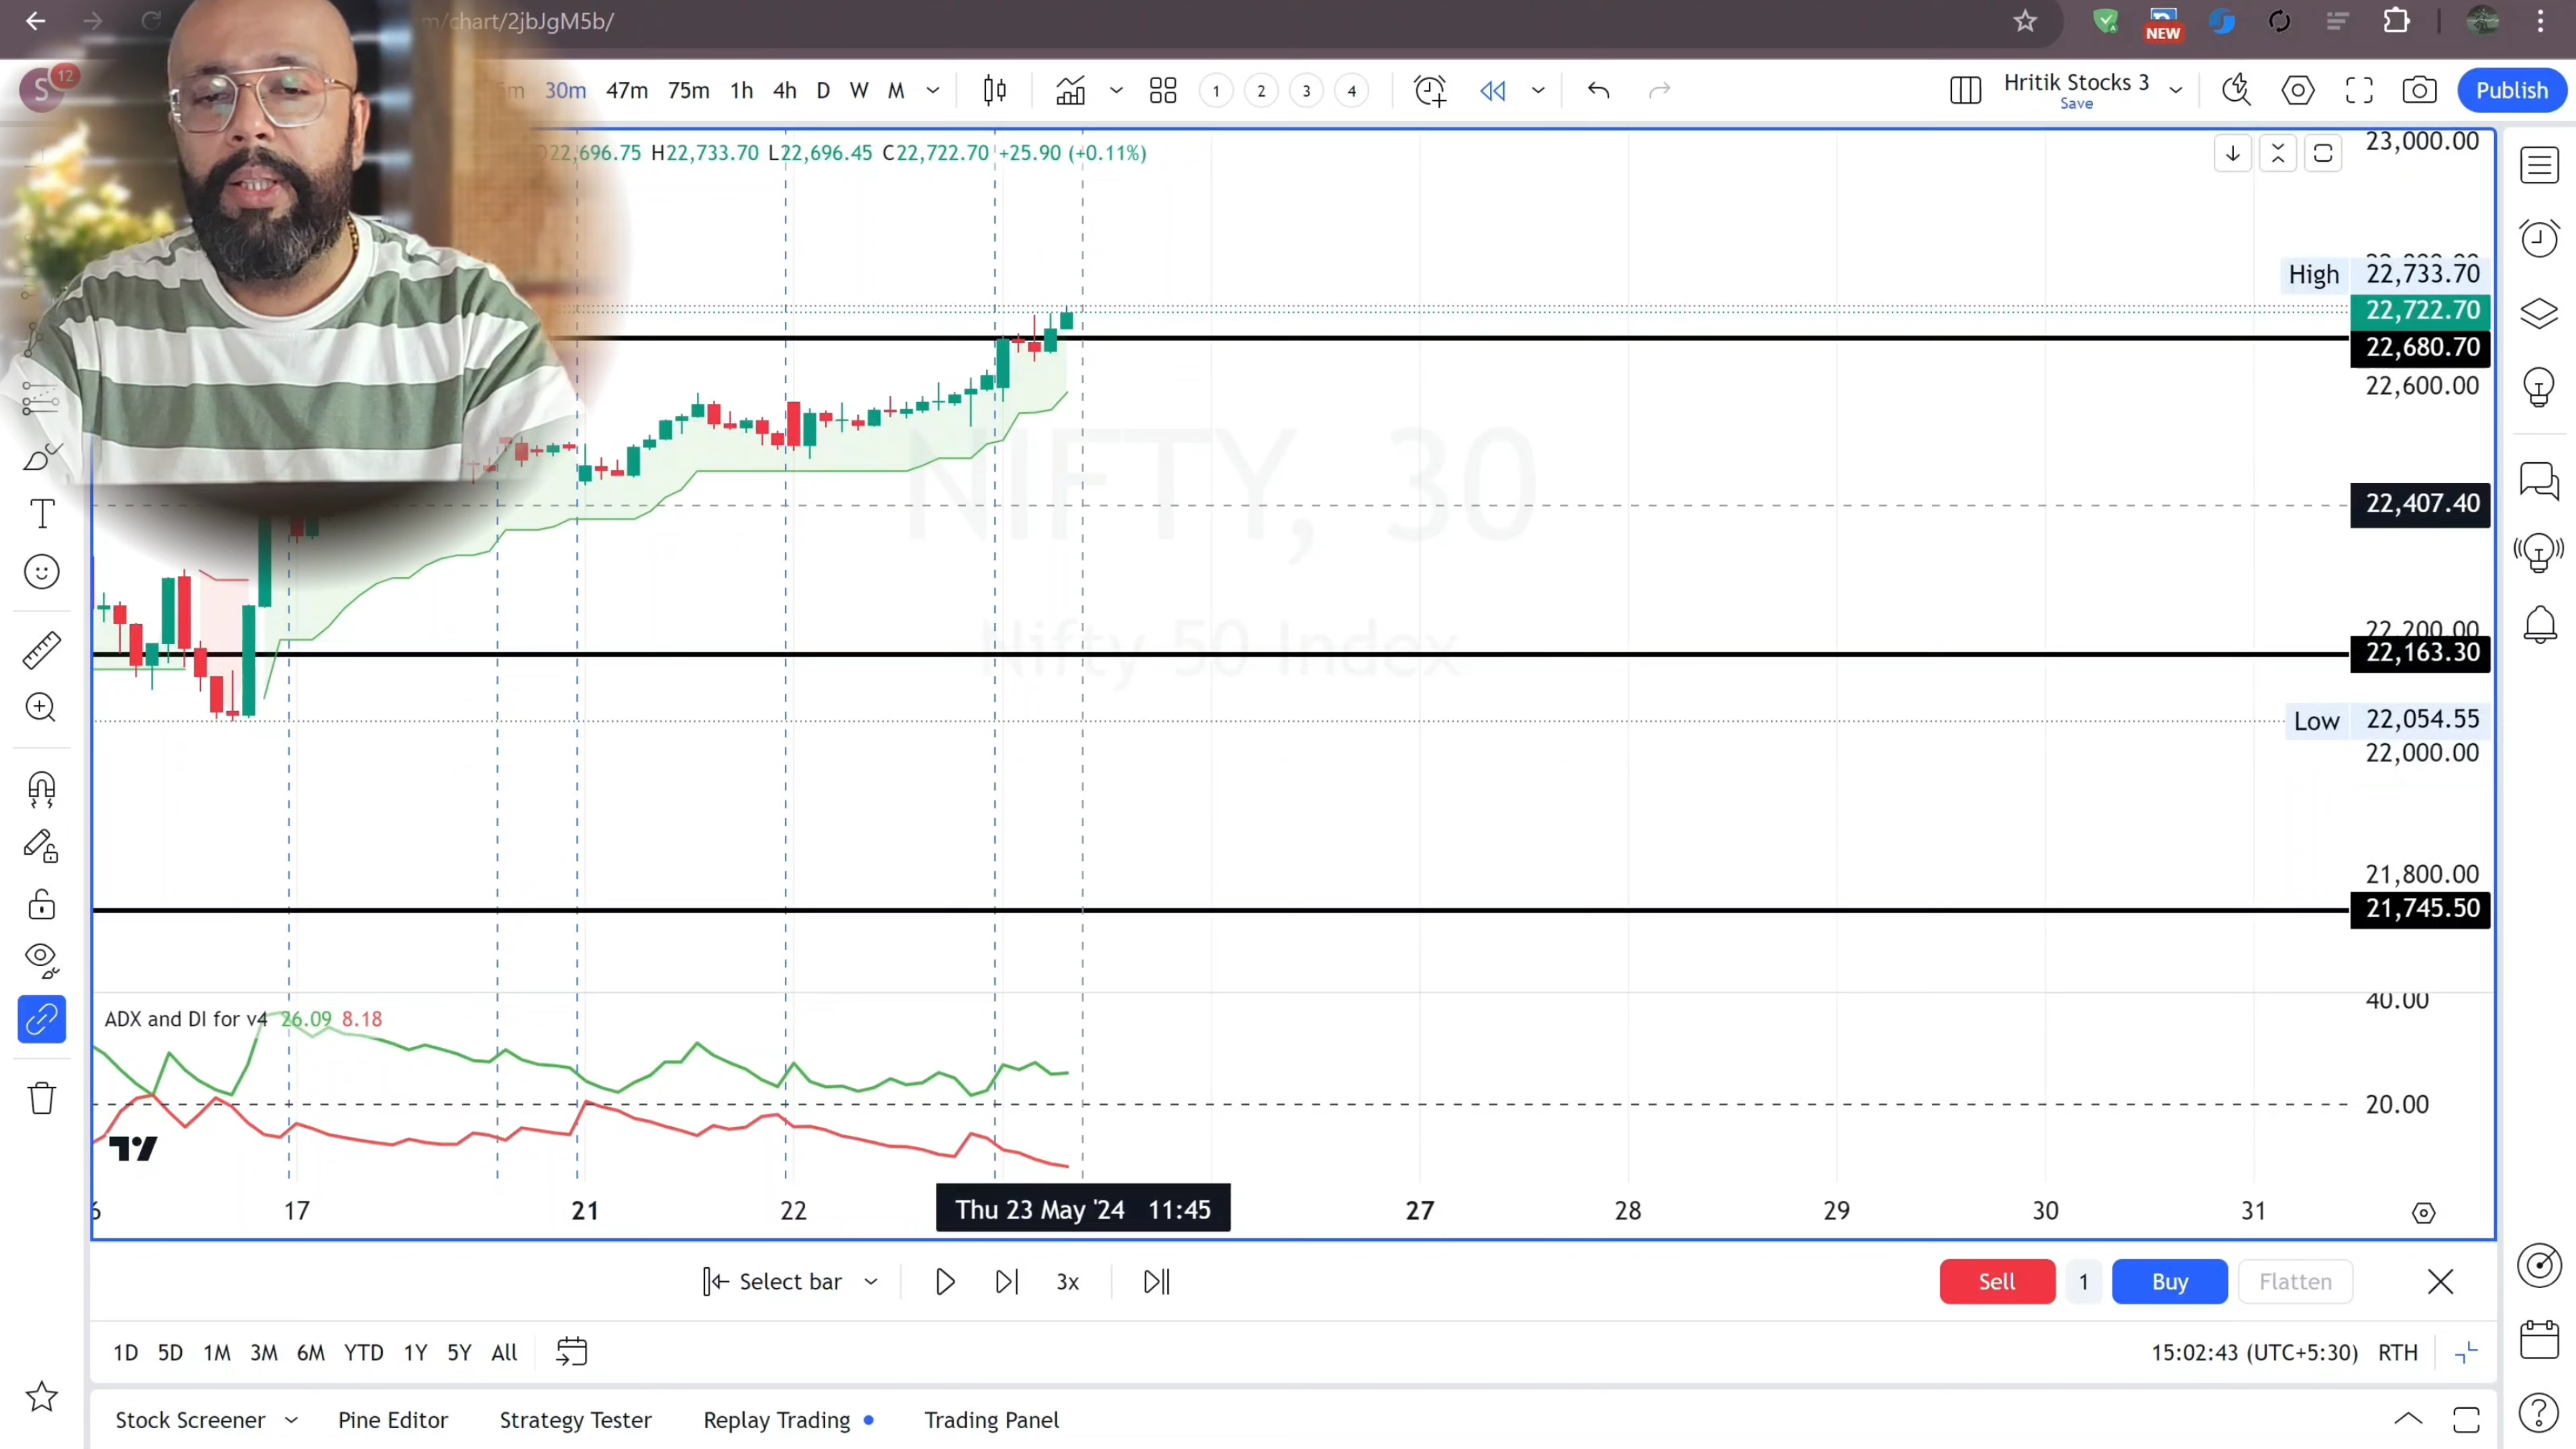 m/chart/2jbJgM5b/
NEW
S
12
30m 47m 75m 1h 4h D W M 1 2 3 4 Hritik Stocks 3 Save Publish
22,696.75 H22,733.70 L22,696.45 C22,722.70 +25.90 (+0.11%)
23,000.00
High 22,733.70
22,722.70
22,680.70
22,600.00
NIFTY, 30
22,407.40
Nifty 50 Index
22,200.00
22,163.30
Low 22,054.55
22,000.00
21,800.00
21,745.50
ADX and DI for v4 26.09 8.18
40.00
20.00
17 21 22 Thu 23 May '24 11:45 27 28 29 30 31
Select bar 3x Sell 1 Buy Flatten
1D 5D 1M 3M 6M YTD 1Y 5Y All 15:02:43 (UTC+5:30) RTH
Stock Screener Pine Editor Strategy Tester Replay Trading Trading Panel